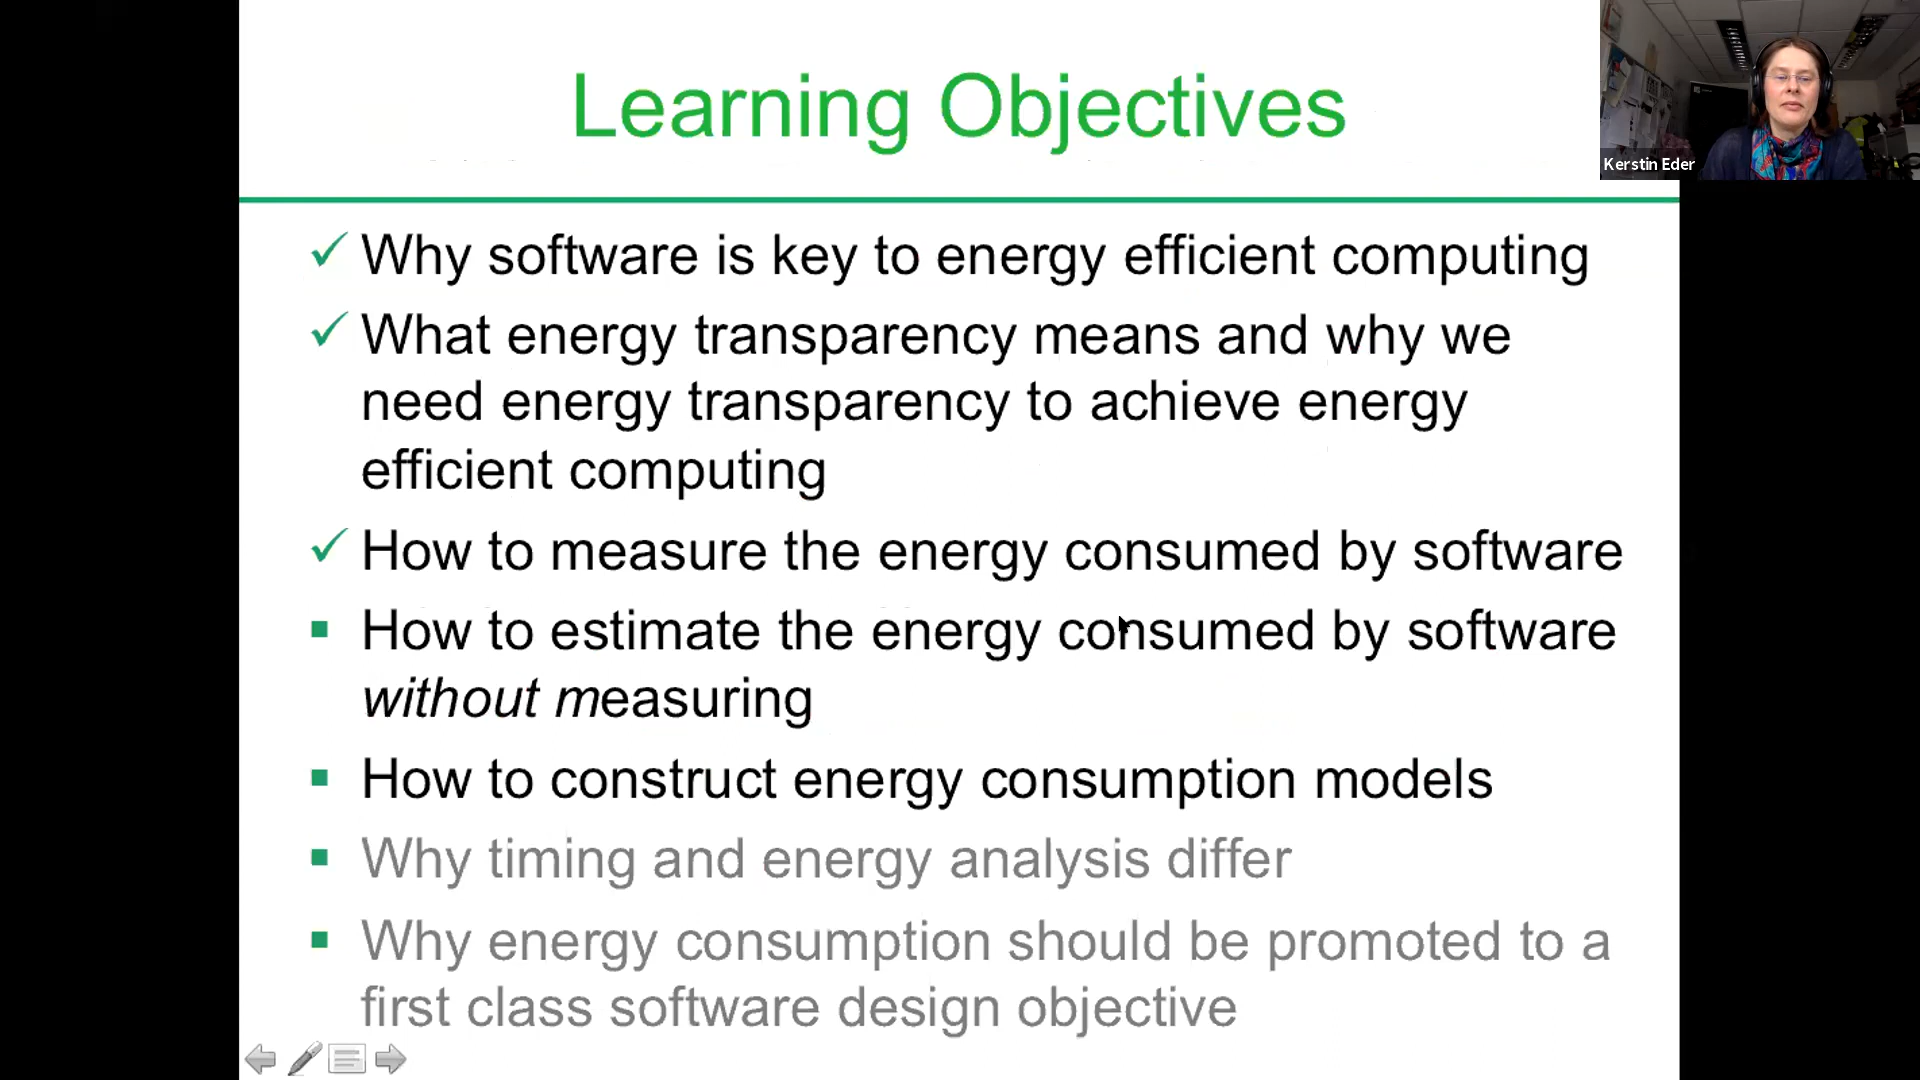 Learning Objectives
Kerstin Eder
✓ Why software is key to energy efficient computing
✓ What energy transparency means and why we
need energy transparency to achieve energy
efficient computing
✓ How to measure the energy consumed by software
▪ How to estimate the energy consumed by software
without measuring
▪ How to construct energy consumption models
▪ Why timing and energy analysis differ
▪ Why energy consumption should be promoted to a
first class software design objective